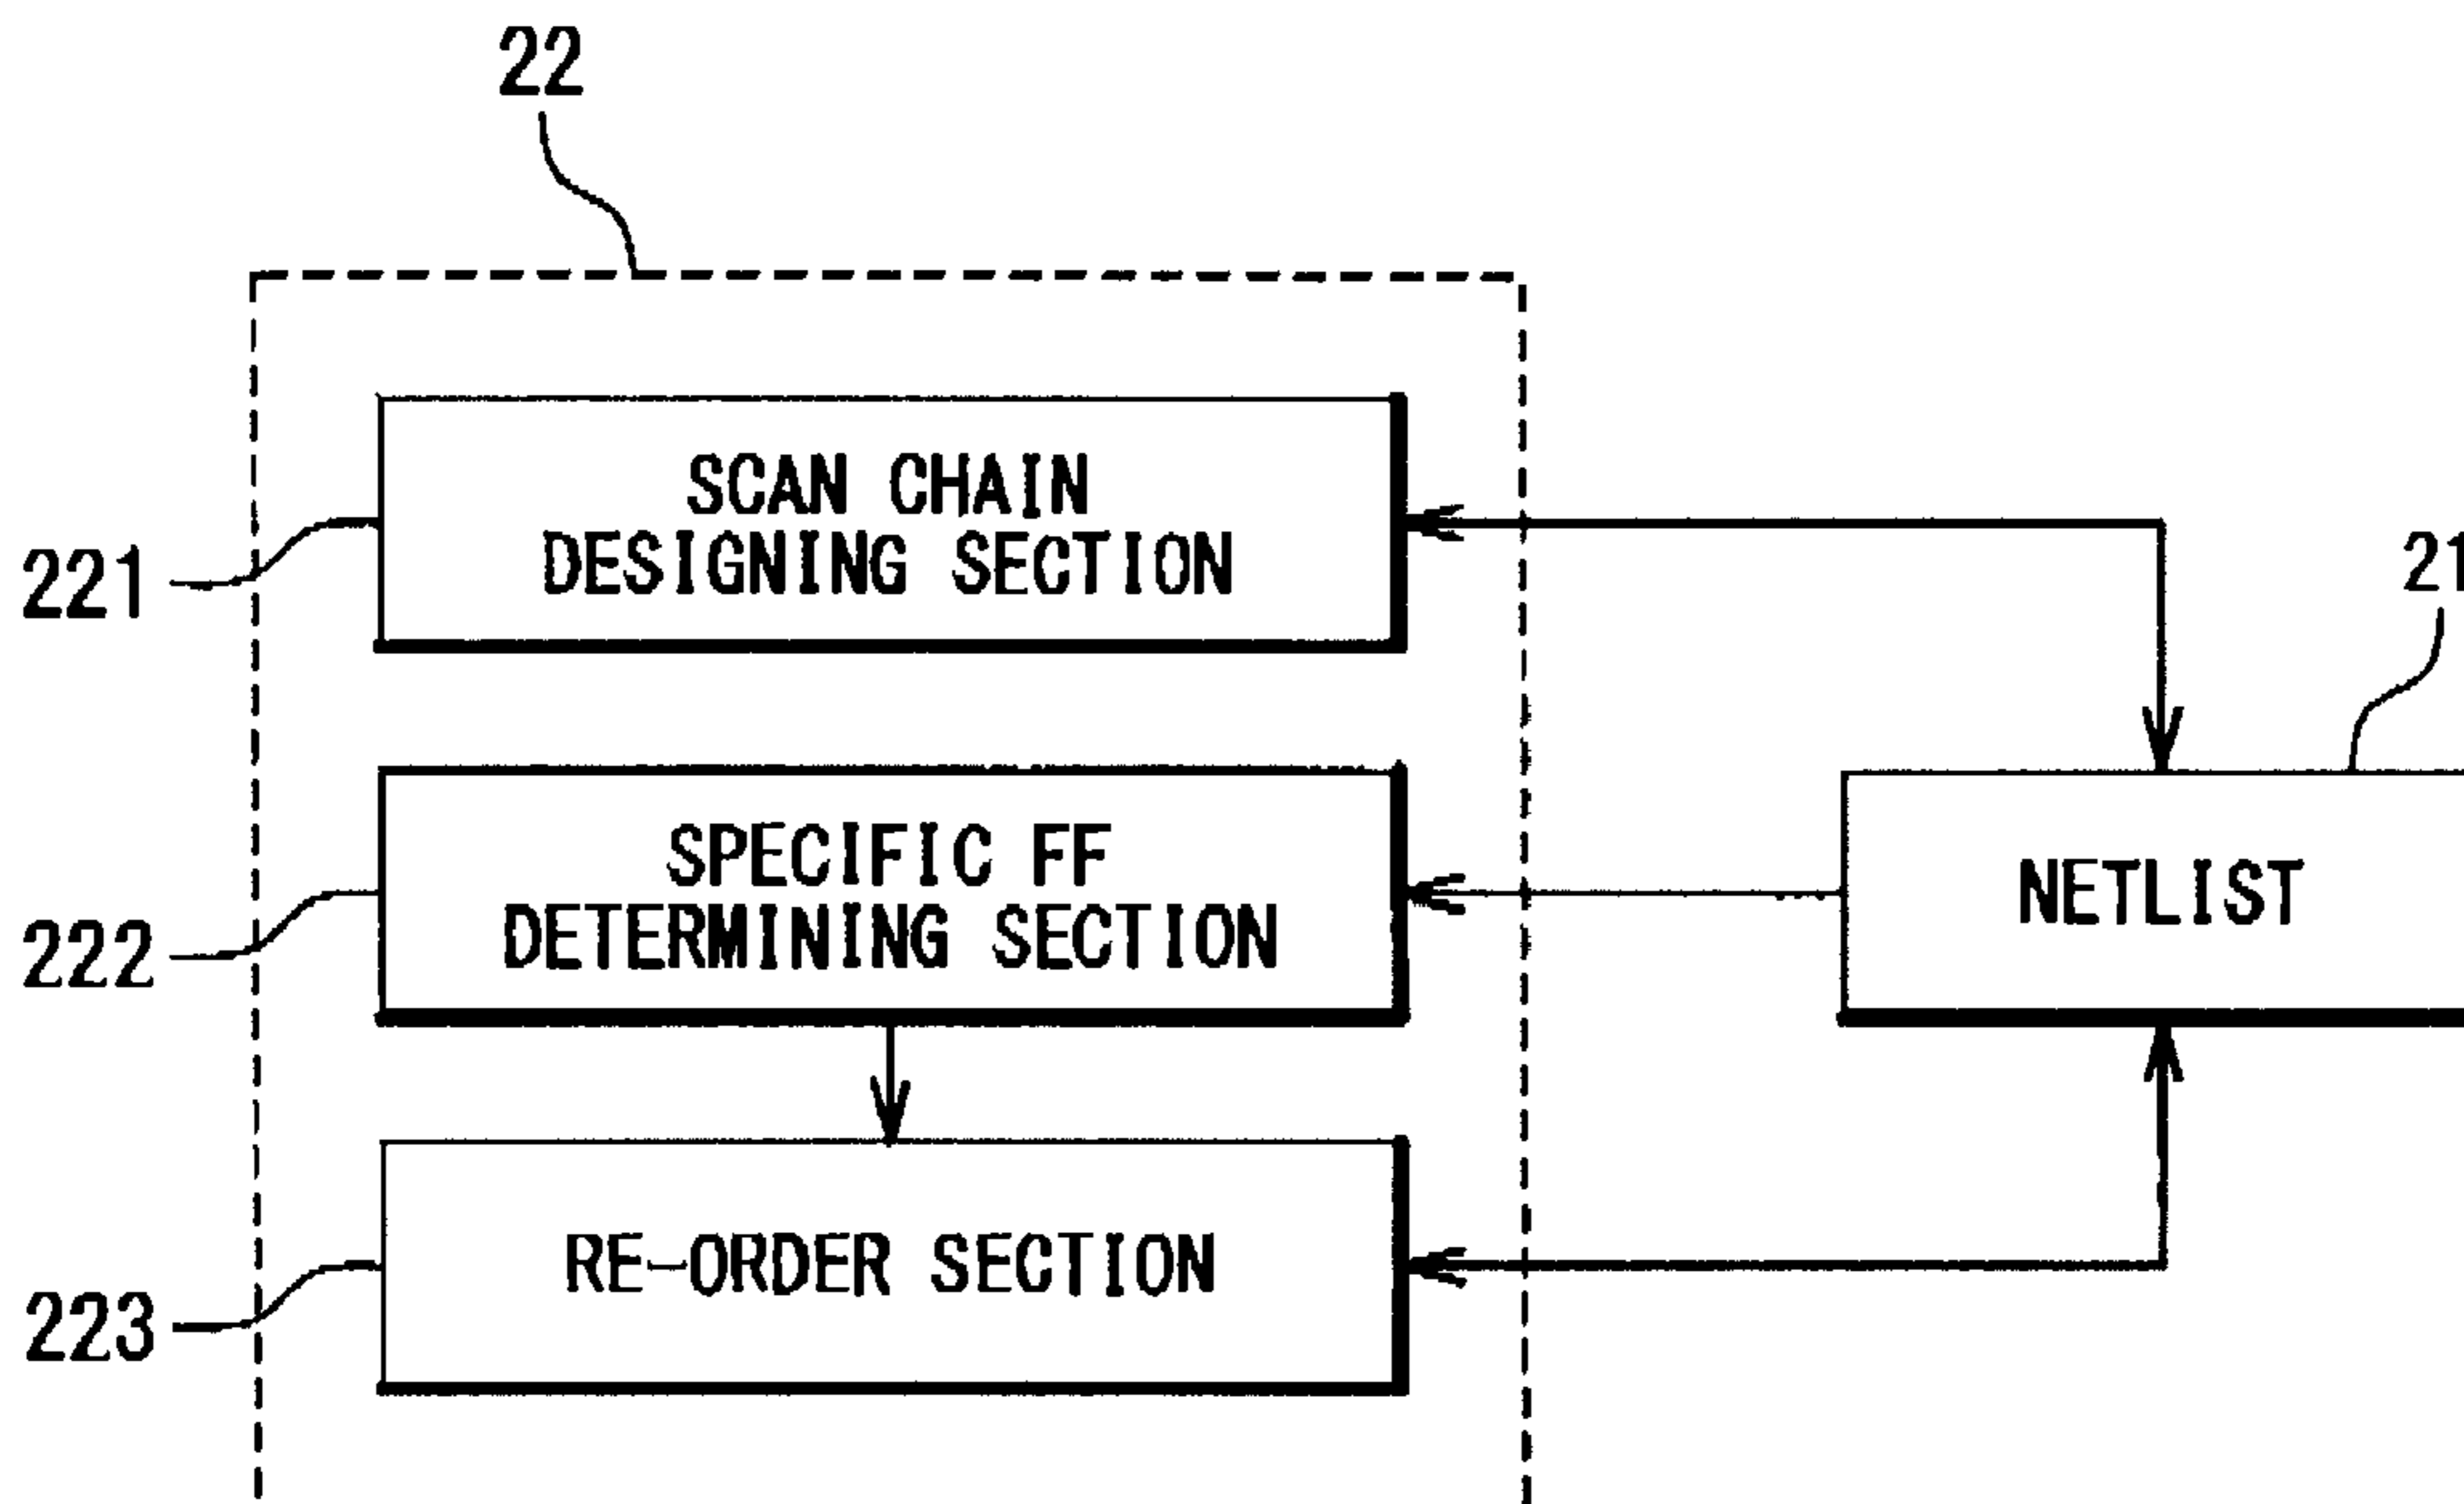 22
SCAN CHAIN
DESIGNING SECTION
221
21
SPECIFIC FF
DETERMINING SECTION
222
NETLIST
RE-ORDER SECTION
223